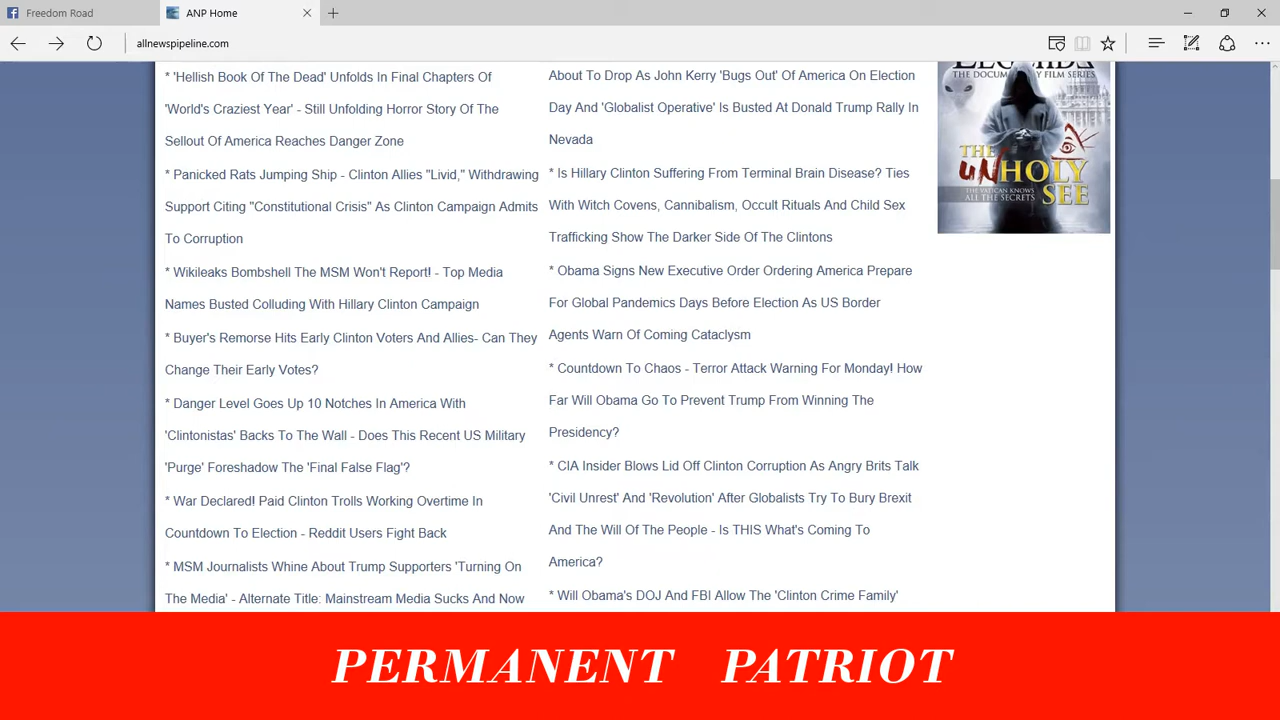 Freedom Road
ANP Home
allnewspipeline.com
* 'Hellish Book Of The Dead' Unfolds In Final Chapters Of
'World's Craziest Year' - Still Unfolding Horror Story Of The
Sellout Of America Reaches Danger Zone
* Panicked Rats Jumping Ship - Clinton Allies "Livid," Withdrawing
Support Citing "Constitutional Crisis" As Clinton Campaign Admits
To Corruption
* Wikileaks Bombshell The MSM Won't Report! - Top Media
Names Busted Colluding With Hillary Clinton Campaign
* Buyer's Remorse Hits Early Clinton Voters And Allies- Can They
Change Their Early Votes?
* Danger Level Goes Up 10 Notches In America With
'Clintonistas' Backs To The Wall - Does This Recent US Military
'Purge' Foreshadow The 'Final False Flag'?
* War Declared! Paid Clinton Trolls Working Overtime In
Countdown To Election - Reddit Users Fight Back
* MSM Journalists Whine About Trump Supporters 'Turning On
The Media' - Alternate Title: Mainstream Media Sucks And Now
About To Drop As John Kerry 'Bugs Out' Of America On Election
Day And 'Globalist Operative' Is Busted At Donald Trump Rally In
Nevada
* Is Hillary Clinton Suffering From Terminal Brain Disease? Ties
With Witch Covens, Cannibalism, Occult Rituals And Child Sex
Trafficking Show The Darker Side Of The Clintons
* Obama Signs New Executive Order Ordering America Prepare
For Global Pandemics Days Before Election As US Border
Agents Warn Of Coming Cataclysm
* Countdown To Chaos - Terror Attack Warning For Monday! How
Far Will Obama Go To Prevent Trump From Winning The
Presidency?
* CIA Insider Blows Lid Off Clinton Corruption As Angry Brits Talk
'Civil Unrest' And 'Revolution' After Globalists Try To Bury Brexit
And The Will Of The People - Is THIS What's Coming To
America?
* Will Obama's DOJ And FBI Allow The 'Clinton Crime Family'
THE DOCUMENTARY FILM SERIES
THE
UNHOLY
SEE
THE VATICAN KNOWS
ALL THE SECRETS
PERMANENT PATRIOT